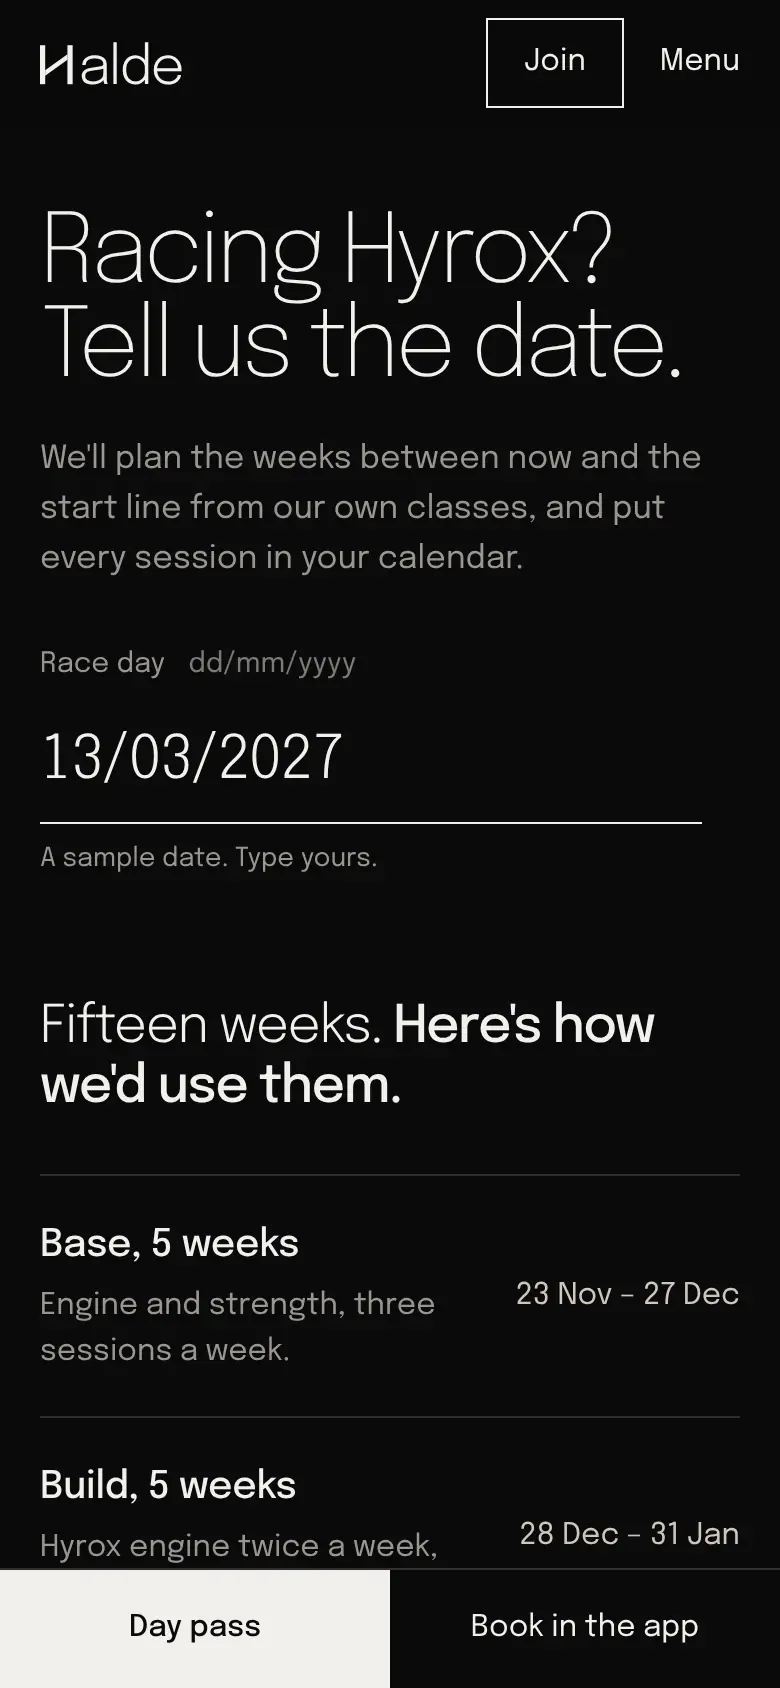 Halde
Join
Menu
Racing Hyrox?
Tell us the date.
We'll plan the weeks between now and the
start line from our own classes, and put
every session in your calendar.
Race day dd/mm/yyyy
13/03/2027
A sample date. Type yours.
Fifteen weeks. Here's how
we'd use them.
Base, 5 weeks
Engine and strength, three
sessions a week.
23 Nov – 27 Dec
Build, 5 weeks
Hyrox engine twice a week,
28 Dec – 31 Jan
Day pass
Book in the app